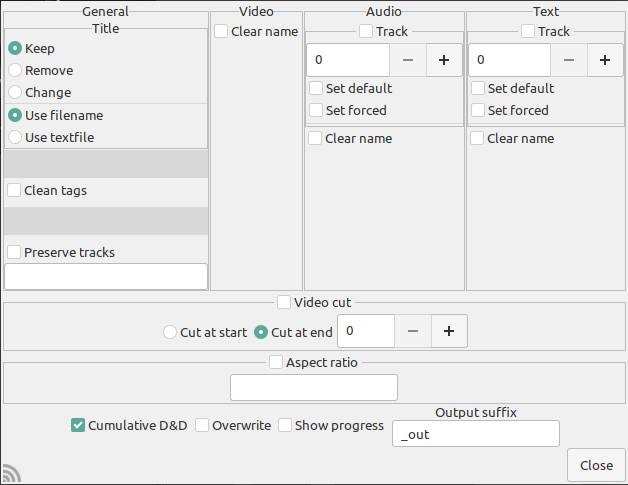 General
Title
Keep
Remove
Change
Use filename
Use textfile
Clean tags
Preserve tracks
Video
Clear name
Audio
Track
0
Set default
Set forced
Clear name
Text
Track
0
Set default
Set forced
Clear name
Video cut
Cut at start Cut at end 0
Aspect ratio
Cumulative D&D Overwrite Show progress
Output suffix
_out
Close